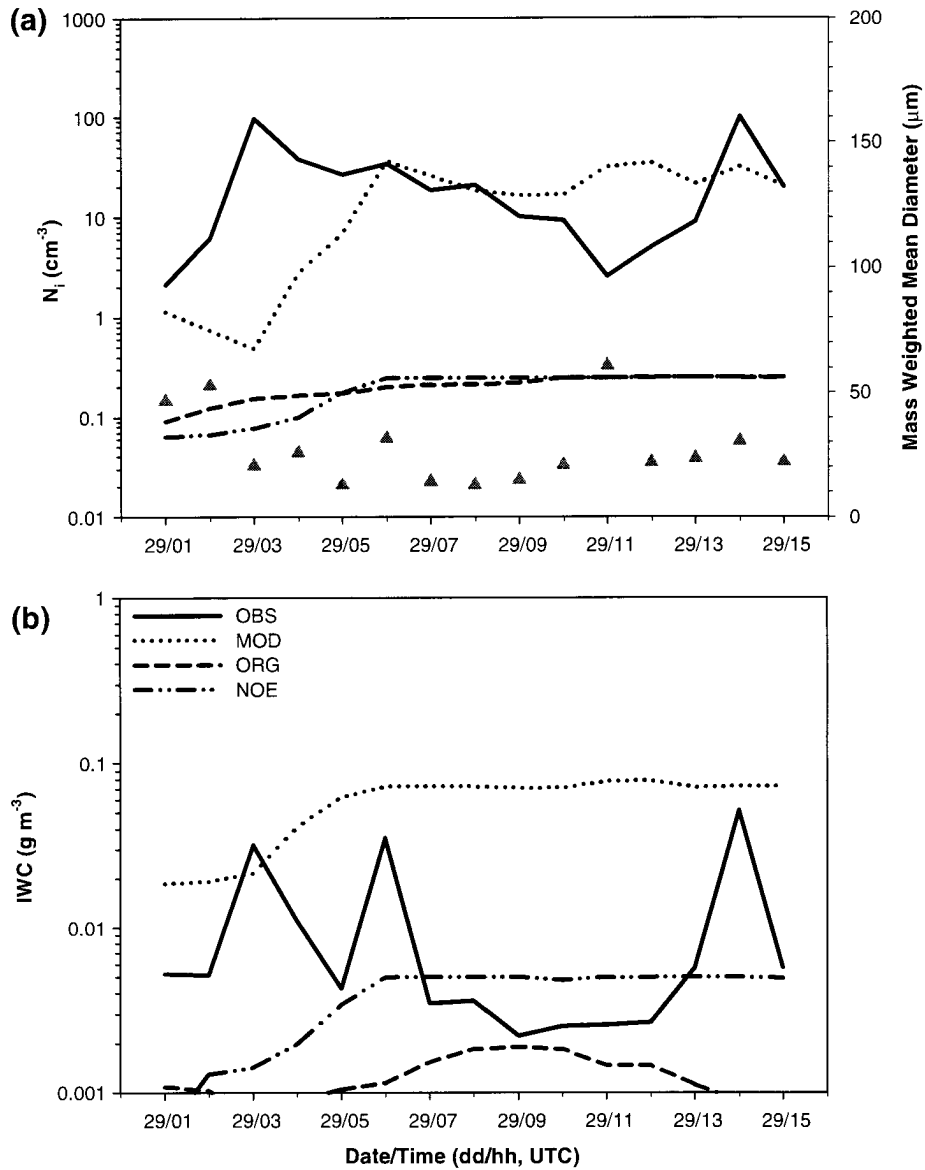 (a)
1000
100
10
1
0.1
0.01
Nᵢ (cm⁻³)
200
150
100
50
0
Mass Weighted Mean Diameter (μm)
29/01 29/03 29/05 29/07 29/09 29/11 29/13 29/15
(b)
OBS
MOD
ORG
NOE
1
0.1
0.01
0.001
IWC (g m⁻³)
29/01 29/03 29/05 29/07 29/09 29/11 29/13 29/15
Date/Time (dd/hh, UTC)